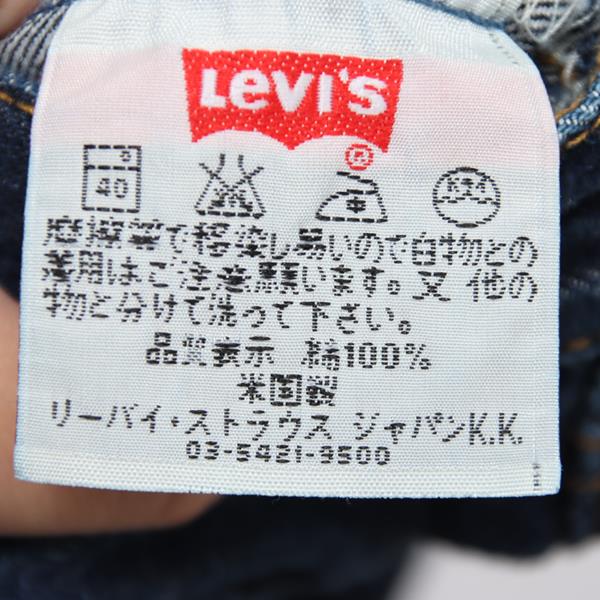 Levi's
®
40
摩擦等で移染し易いので白物との
着用はご注意願います。又 他の
物と分けて洗って下さい。
品質表示 綿100%
米国製
リーバイ・ストラウス ジャパンK.K.
03-5421-9500